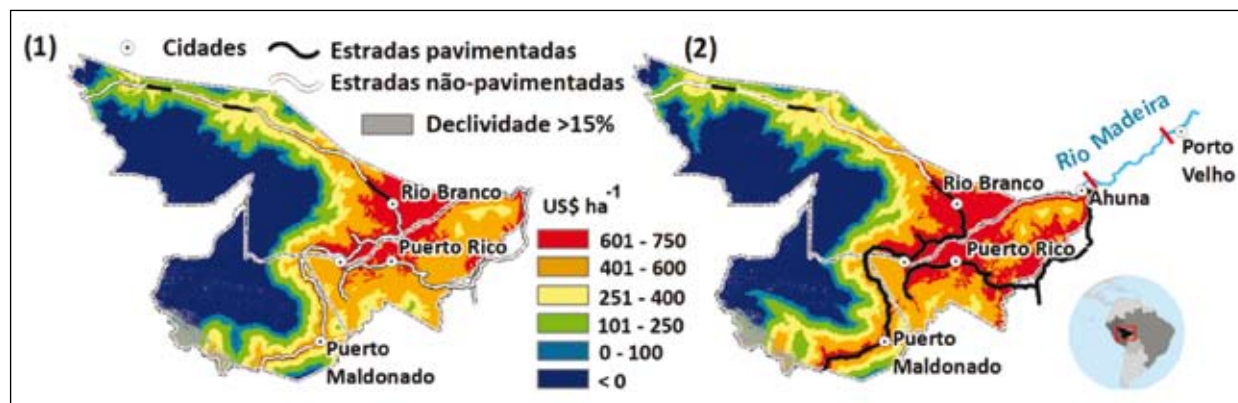 (1)
Cidades
Estradas pavimentadas
Estradas não-pavimentadas
Declividade >15%
Rio Branco
Puerto Rico
Puerto
Maldonado
US$ ha⁻¹
601 - 750
401 - 600
251 - 400
101 - 250
0 - 100
< 0
(2)
Rio Madeira
Porto
Velho
Ahuna
Rio Branco
Puerto Rico
Puerto
Maldonado